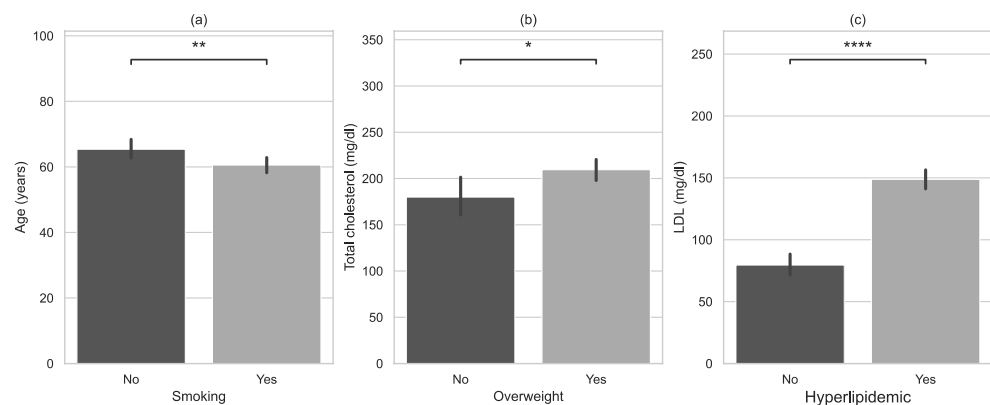 (a)
**
100
80
60
40
20
0
Age (years)
No
Yes
Smoking
(b)
*
350
300
250
200
150
100
50
0
Total cholesterol (mg/dl)
No
Yes
Overweight
(c)
****
250
200
150
100
50
0
LDL (mg/dl)
No
Yes
Hyperlipidemic